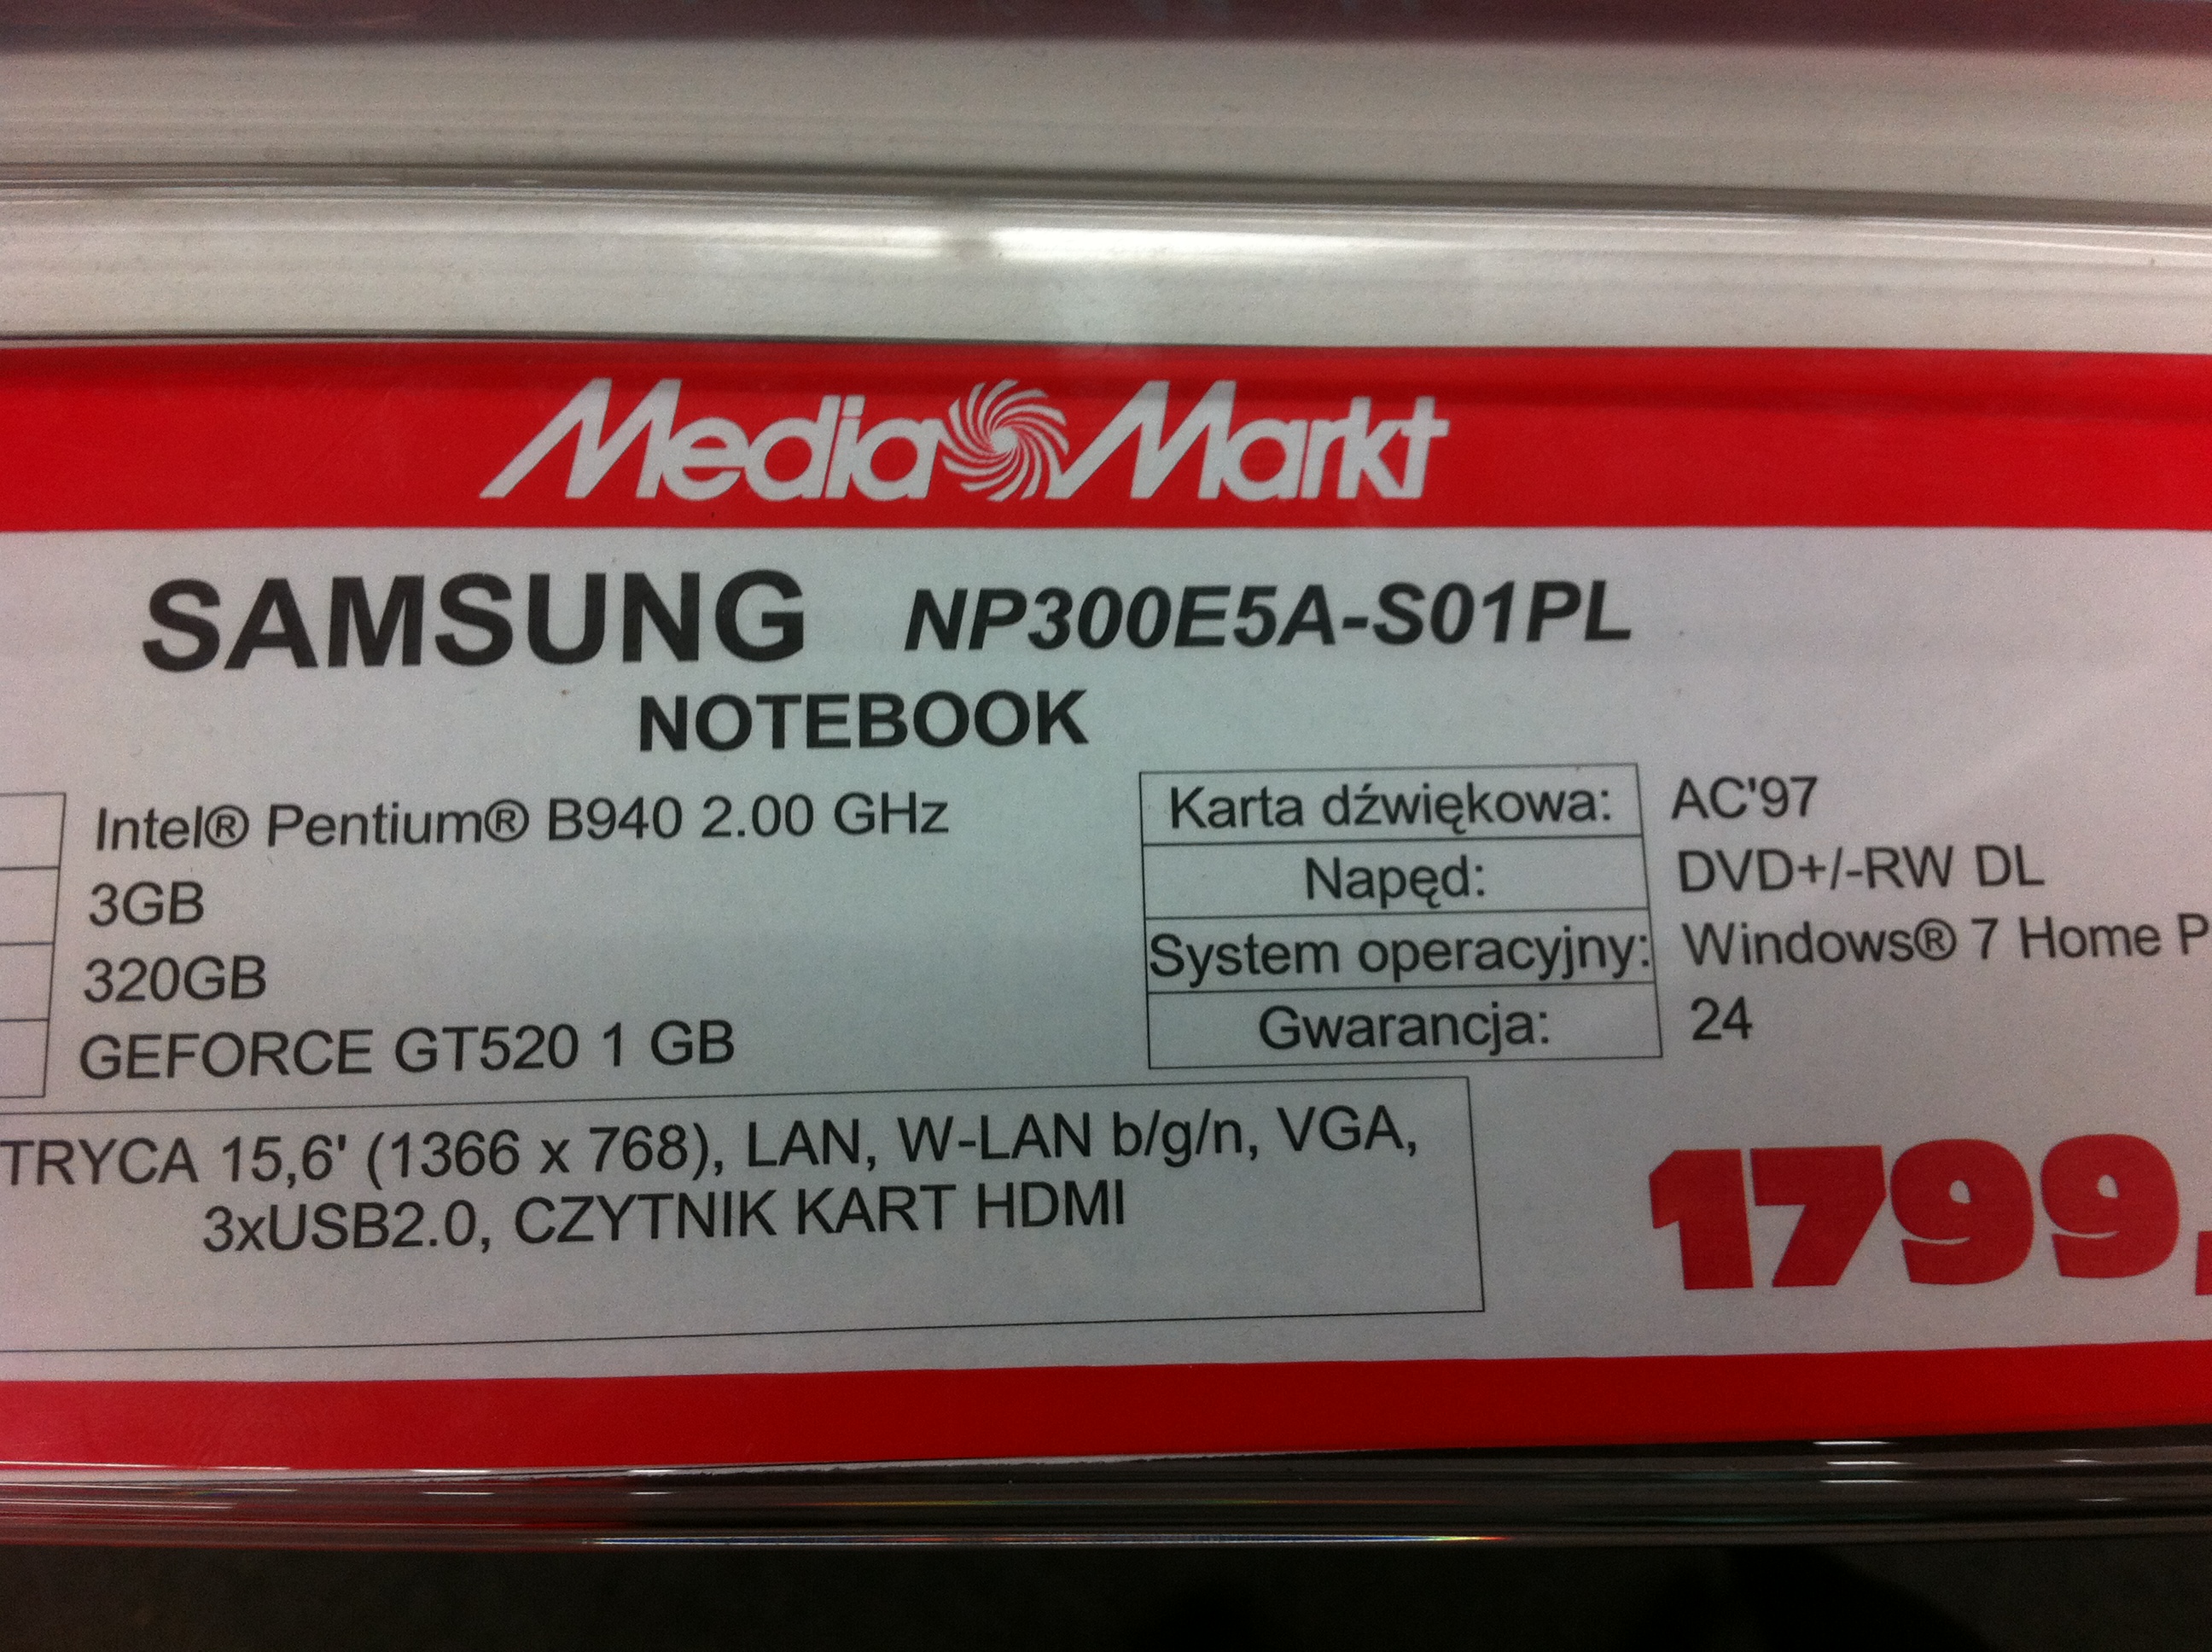 Media Markt
SAMSUNG NP300E5A-S01PL
NOTEBOOK
Intel® Pentium® B940 2.00 GHz
3GB
320GB
GEFORCE GT520 1 GB
Karta dźwiękowa: AC'97
Napęd: DVD+/-RW DL
System operacyjny: Windows® 7 Home P
Gwarancja: 24
TRYCA 15,6' (1366 x 768), LAN, W-LAN b/g/n, VGA,
3xUSB2.0, CZYTNIK KART HDMI
1799,